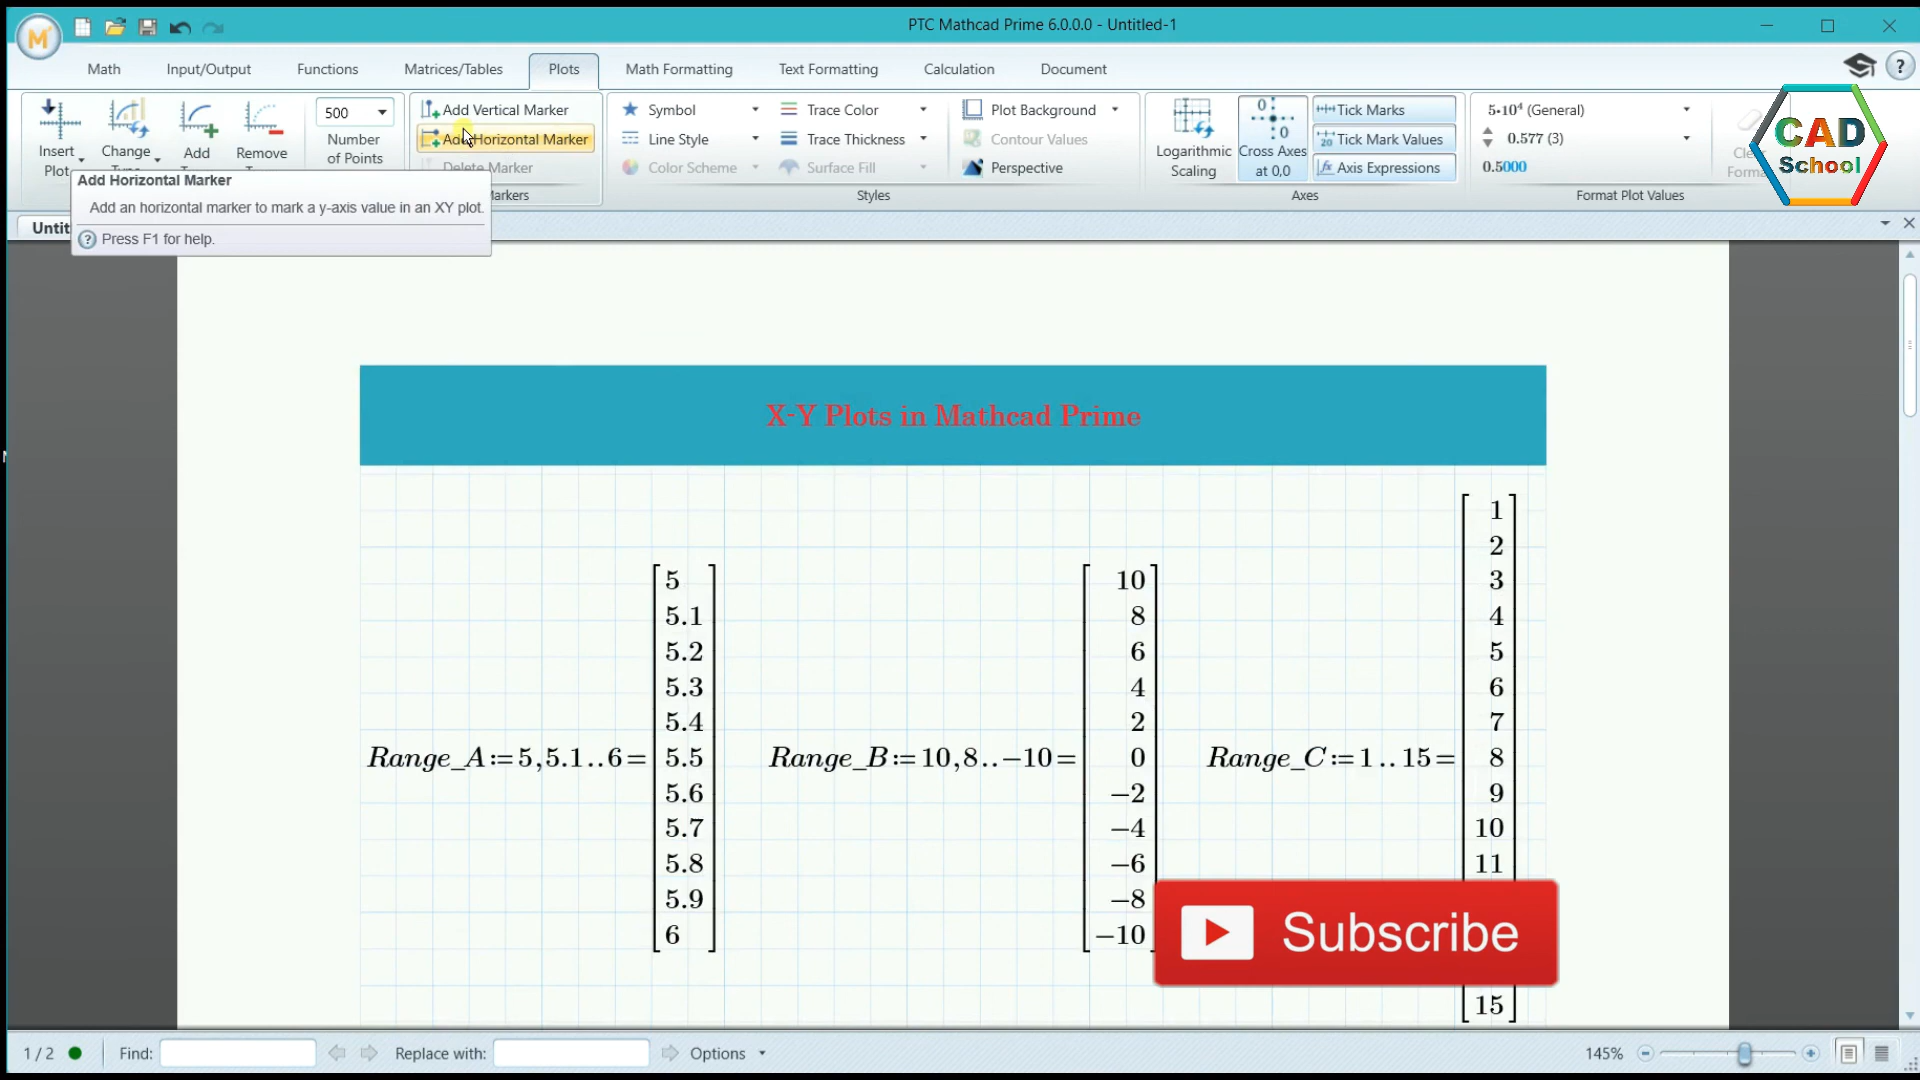 PTC Mathcad Prime 6.0.0.0 - Untitled-1
Math Input/Output Functions Matrices/Tables Plots Math Formatting Text Formatting Calculation Document
Insert Plot
Change
Add
Remove
500
Number of Points
Add Vertical Marker
Add Horizontal Marker
Delete Marker
Symbol
Line Style
Color Scheme
Trace Color
Trace Thickness
Surface Fill
Plot Background
Contour Values
Perspective
Styles
Logarithmic Scaling
Cross Axes at 0,0
Tick Marks
Tick Mark Values
Axis Expressions
Axes
5•10⁴ (General)
0.577 (3)
0.5000
Format Plot Values
CAD
School
Add Horizontal Marker
Add an horizontal marker to mark a y-axis value in an XY plot.
Press F1 for help.
X-Y Plots in Mathcad Prime
Range_A:=5,5.1..6=
5
5.1
5.2
5.3
5.4
5.5
5.6
5.7
5.8
5.9
6
Range_B:=10,8..−10=
10
8
6
4
2
0
−2
−4
−6
−8
−10
Range_C:=1..15=
1
2
3
4
5
6
7
8
9
10
11
15
Subscribe
1 / 2 Find: Replace with: Options 145%